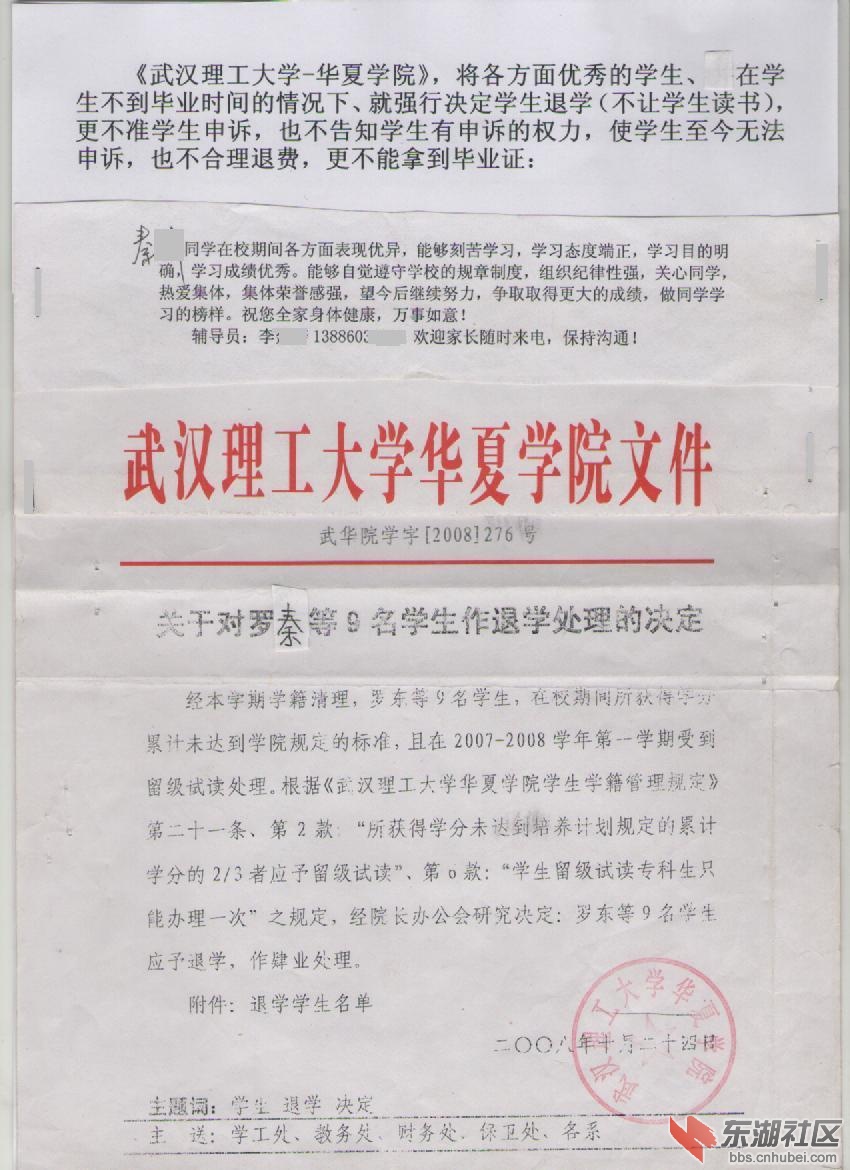 《武汉理工大学-华夏学院》，将各方面优秀的学生、 在学
生不到毕业时间的情况下、就强行决定学生退学（不让学生读书），
更不准学生申诉，也不告知学生有申诉的权力，使学生至今无法
申诉，也不合理退费，更不能拿到毕业证：
秦 同学在校期间各方面表现优异，能够刻苦学习，学习态度端正，学习目的明
确，学习成绩优秀。能够自觉遵守学校的规章制度，组织纪律性强，关心同学，
热爱集体，集体荣誉感强，望今后继续努力，争取取得更大的成绩，做同学学
习的榜样。祝您全家身体健康，万事如意！
辅导员：李 1388603 欢迎家长随时来电，保持沟通！
武汉理工大学华夏学院文件
武华院学字[2008]276号
关于对罗秦等9名学生作退学处理的决定
经本学期学籍清理，罗东等9名学生，在校期间所获得学分
累计未达到学院规定的标准，且在2007-2008学年第一学期受到
留级试读处理。根据《武汉理工大学华夏学院学生学籍管理规定》
第二十一条、第2款：“所获得学分未达到培养计划规定的累计
学分的2/3者应予留级试读”、第6款：“学生留级试读专科生只
能办理一次”之规定，经院长办公会研究决定：罗东等9名学生
应予退学，作肄业处理。
附件：退学学生名单
武汉理工大学华夏学院
二〇〇八年十月二十四日
主题词：学生 退学 决定
主 送：学工处、教务处、财务处、保卫处、各系
东湖社区
bbs.cnhubei.com